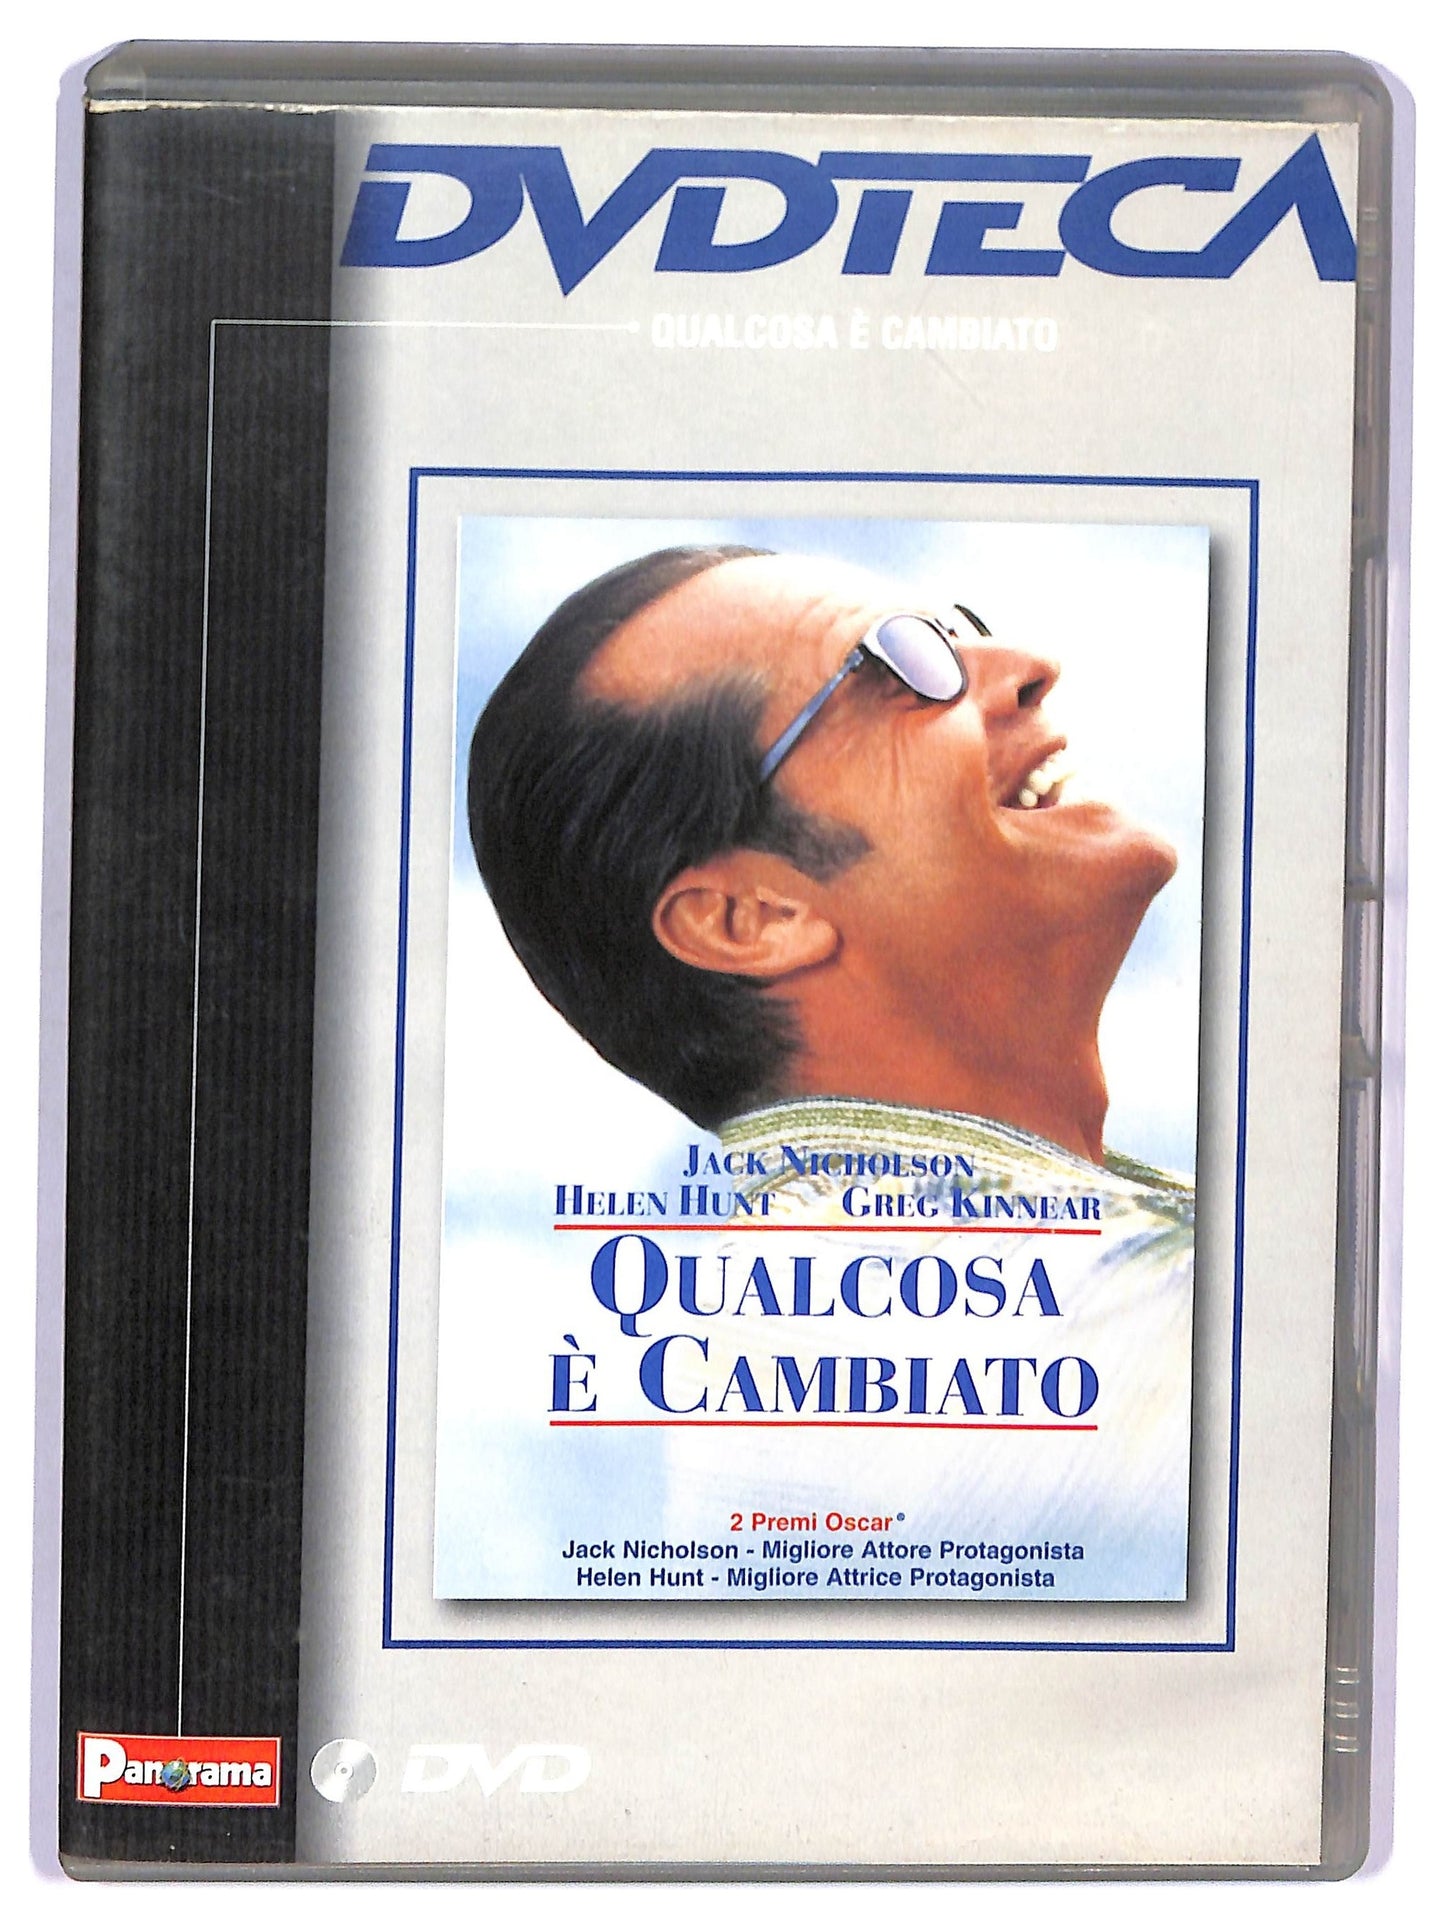 DVDTECA
QUALCOSA È CAMBIATO
JACK NICHOLSON
HELEN HUNT GREG KINNEAR
QUALCOSA
È CAMBIATO
2 Premi Oscar®
Jack Nicholson - Migliore Attore Protagonista
Helen Hunt - Migliore Attrice Protagonista
Panorama
DVD